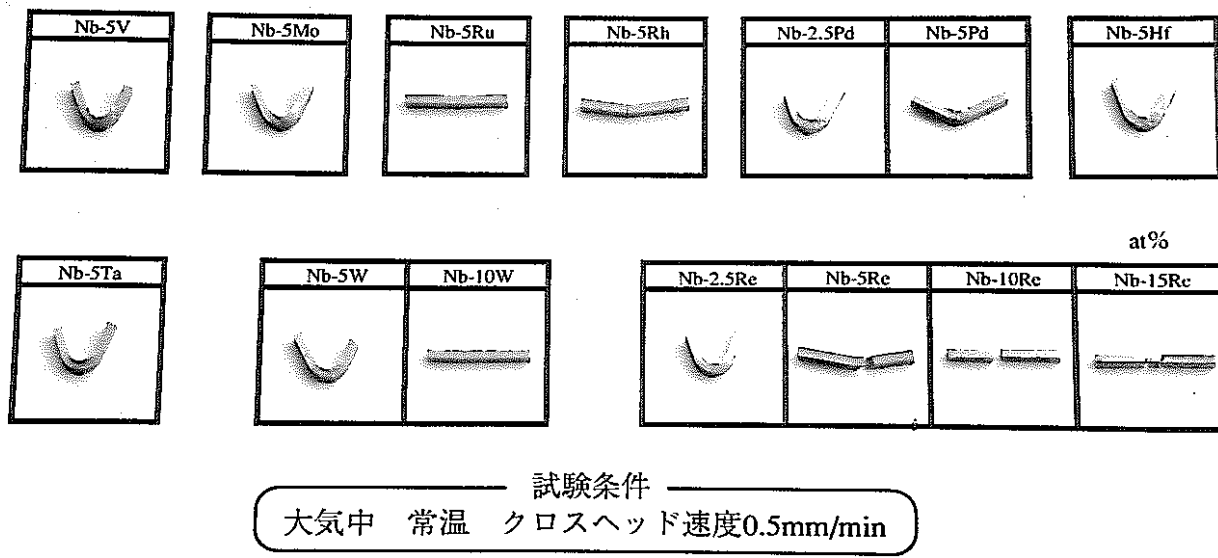 Nb-5V
Nb-5Mo
Nb-5Ru
Nb-5Rh
Nb-2.5Pd
Nb-5Pd
Nb-5Hf
at%
Nb-5Ta
Nb-5W
Nb-10W
Nb-2.5Re
Nb-5Re
Nb-10Re
Nb-15Re
試験条件
大気中 常温 クロスヘッド速度0.5mm/min